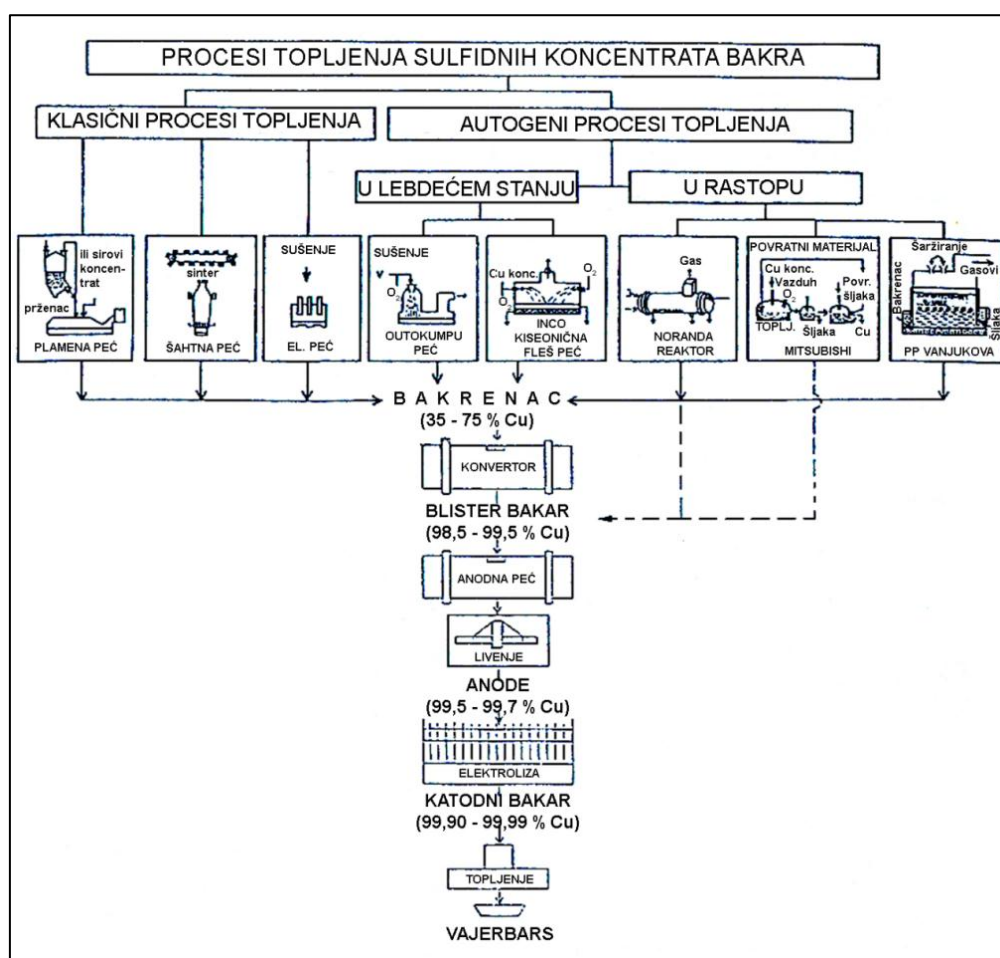 PROCESI TOPLJENJA SULFIDNIH KONCENTRATA BAKRA
KLASIČNI PROCESI TOPLJENJA
AUTOGENI PROCESI TOPLJENJA
U LEBDEĆEM STANJU
U RASTOPU
ili sirovi
koncen-
trat
prženac
PLAMENA PEĆ
sinter
ŠAHTNA PEĆ
SUŠENJE
EL. PEĆ
SUŠENJE
V
O2
OUTOKUMPU
PEĆ
Cu konc.
O2
O2
INCO
KISEONIČNA
FLEŠ PEĆ
Gas
NORANDA
REAKTOR
POVRATNI MATERIJAL
Cu konc.
Vazduh
O2
Povr.
šljaka
TOPLJ.
Šljaka
Cu
MITSUBISHI
Šaržiranje
Gasovi
Bakrenac
Šljaka
PP VANJUKOVA
B A K R E N A C
(35 - 75 % Cu)
KONVERTOR
BLISTER BAKAR
(98,5 - 99,5 % Cu)
ANODNA PEĆ
LIVENJE
ANODE
(99,5 - 99,7 % Cu)
ELEKTROLIZA
KATODNI BAKAR
(99,90 - 99,99 % Cu)
TOPLJENJE
VAJERBARS